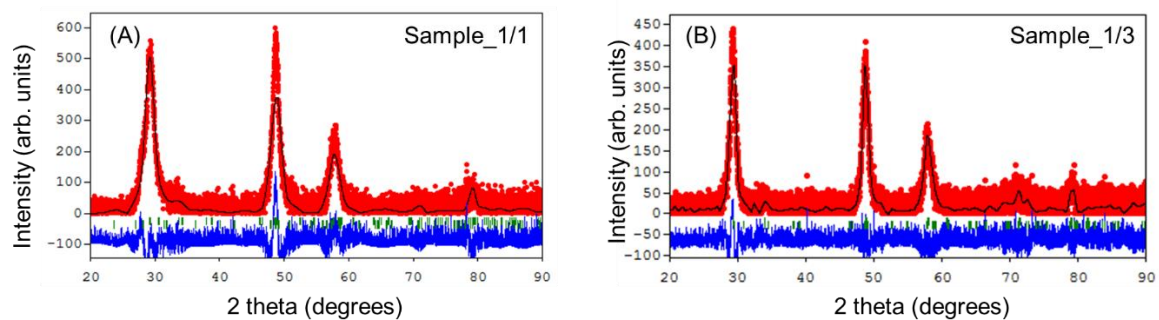 (A)
Sample_1/1
Intensity (arb. units)
600
500
400
300
200
100
0
-100
20 30 40 50 60 70 80 90
2 theta (degrees)
(B)
Sample_1/3
Intensity (arb. units)
450
400
350
300
250
200
150
100
50
0
-50
-100
20 30 40 50 60 70 80 90
2 theta (degrees)